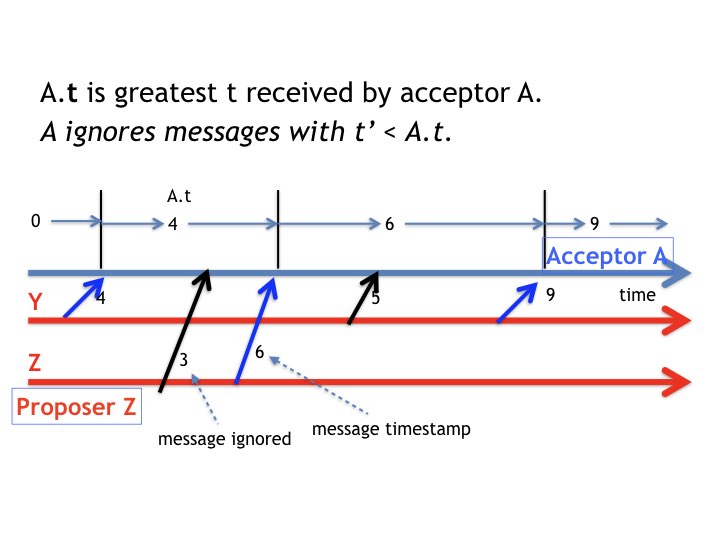 A.t is greatest t received by acceptor A.
A ignores messages with t’ < A.t.
A.t
0 4 6 9
Acceptor A
Y 4 5 9 time
Z 3 6
Proposer Z
message ignored message timestamp